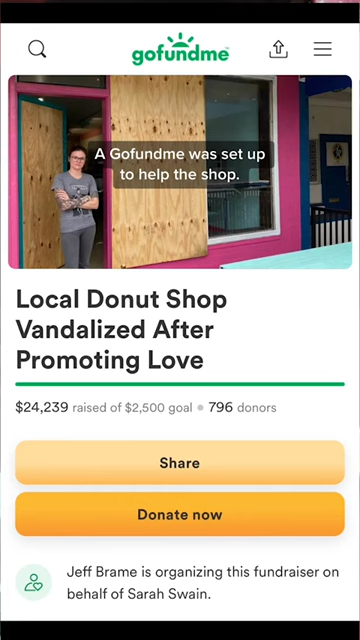 gofundme
A Gofundme was set up
to help the shop.
Local Donut Shop
Vandalized After
Promoting Love
$24,239 raised of $2,500 goal • 796 donors
Share
Donate now
Jeff Brame is organizing this fundraiser on
behalf of Sarah Swain.